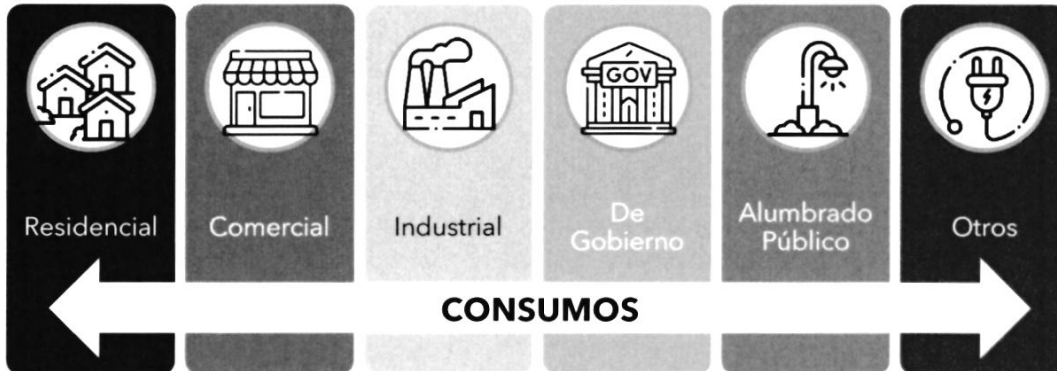 GOV
Residencial
Comercial
Industrial
De
Gobierno
Alumbrado
Público
Otros
CONSUMOS